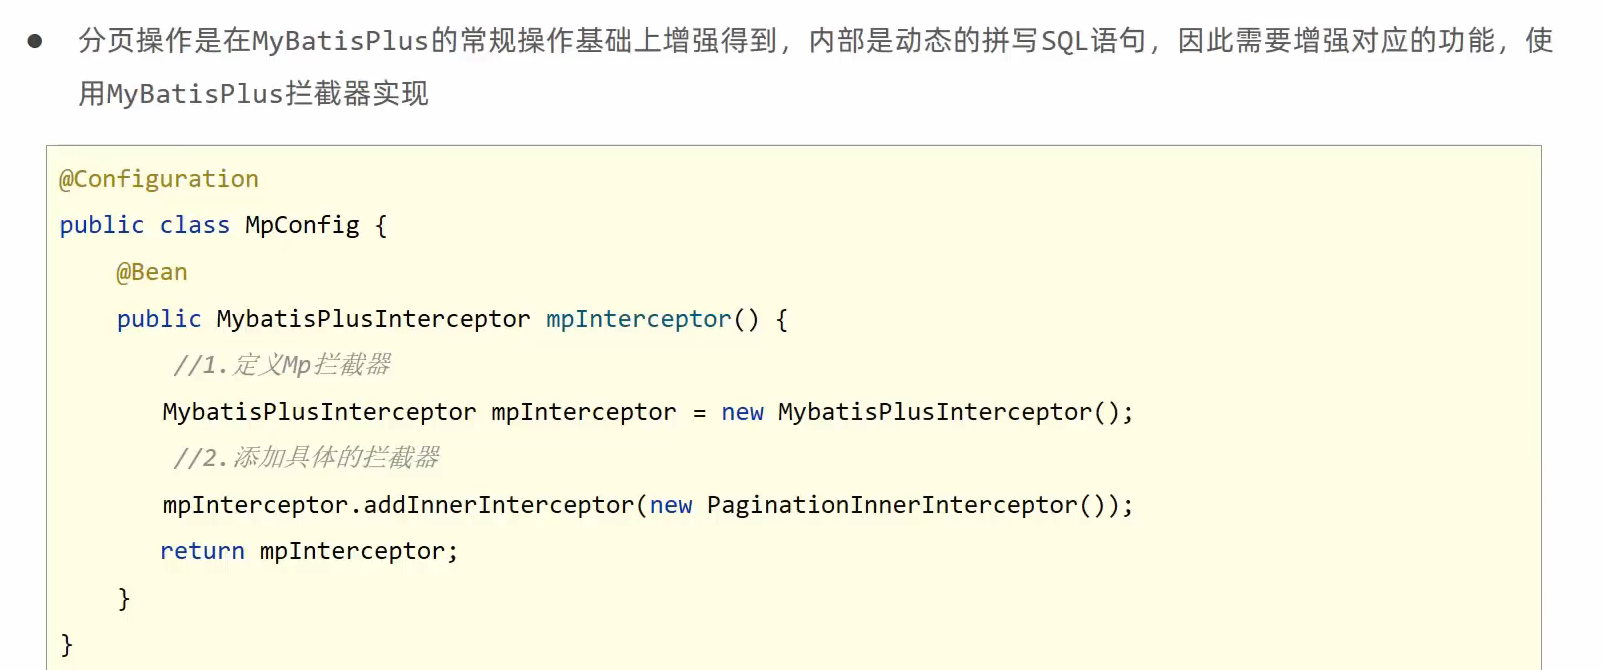 ● 分页操作是在MyBatisPlus的常规操作基础上增强得到，内部是动态的拼写SQL语句，因此需要增强对应的功能，使
用MyBatisPlus拦截器实现
@Configuration
public class MpConfig {
    @Bean
    public MybatisPlusInterceptor mpInterceptor() {
        //1.定义Mp拦截器
        MybatisPlusInterceptor mpInterceptor = new MybatisPlusInterceptor();
        //2.添加具体的拦截器
        mpInterceptor.addInnerInterceptor(new PaginationInnerInterceptor());
        return mpInterceptor;
    }
}